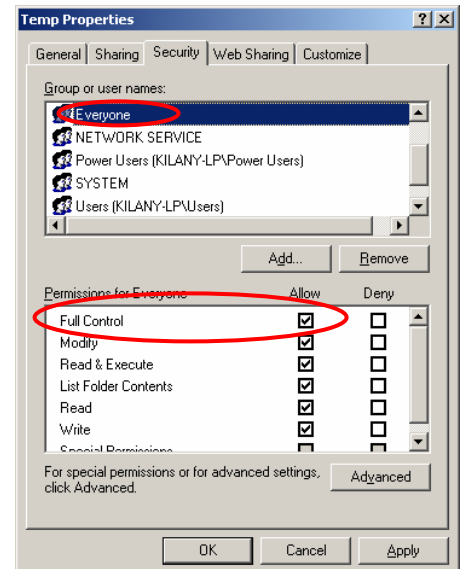 Temp Properties
General Sharing Security Web Sharing Customize
Group or user names:
Everyone
NETWORK SERVICE
Power Users (KILANY-LP\Power Users)
SYSTEM
Users (KILANY-LP\Users)
Add... Remove
Permissions for Everyone Allow Deny
Full Control
Modify
Read & Execute
List Folder Contents
Read
Write
Special Permissions
For special permissions or for advanced settings,
click Advanced.
Advanced
OK Cancel Apply